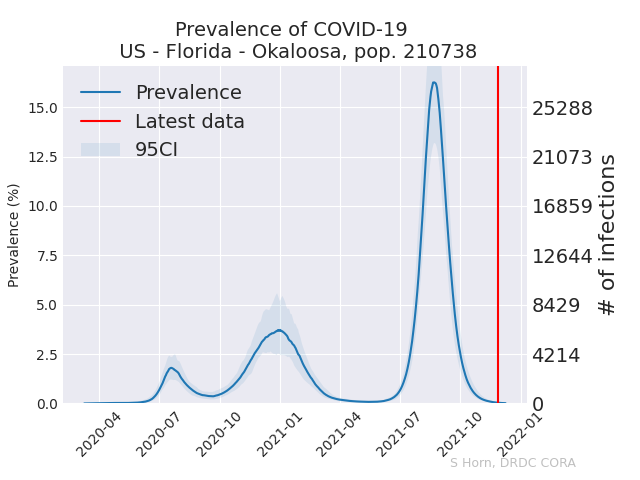 Prevalence of COVID-19
US - Florida - Okaloosa, pop. 210738
Prevalence
Latest data
95CI
Prevalence (%)
15.0
12.5
10.0
7.5
5.0
2.5
0.0
25288
21073
16859
12644
8429
4214
0
# of infections
2020-04
2020-07
2020-10
2021-01
2021-04
2021-07
2021-10
2022-01
S Horn, DRDC CORA